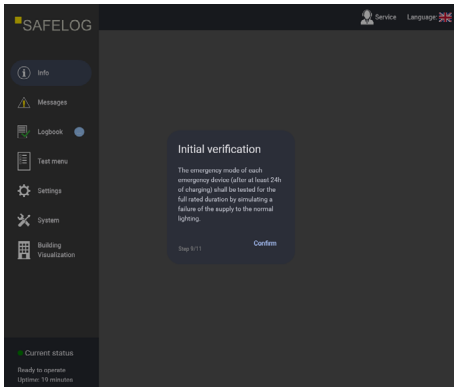 SAFELOG
Service
Language:
Info
Messages
Logbook
Test menu
Settings
System
Building
Visualization
Initial verification
The emergency mode of each
emergency device (after at least 24h
of charging) shall be tested for the
full rated duration by simulating a
failure of the supply to the normal
lighting.
Step 9/11
Confirm
Current status
Ready to operate
Uptime: 19 minutes